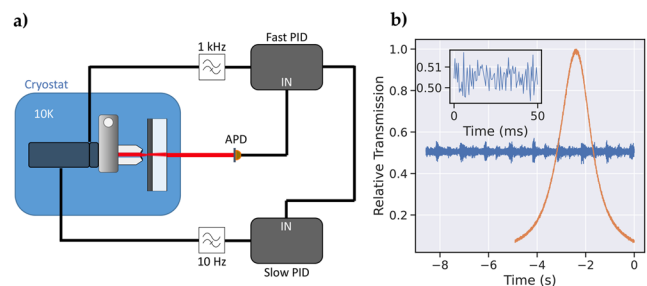 a)
1 kHz
Fast PID
IN
Cryostat
10K
APD
IN
10 Hz
Slow PID
b)
1.0
0.8
0.6
0.4
0.2
Relative Transmission
0.51
0.50
0
50
Time (ms)
−8
−6
−4
−2
0
Time (s)